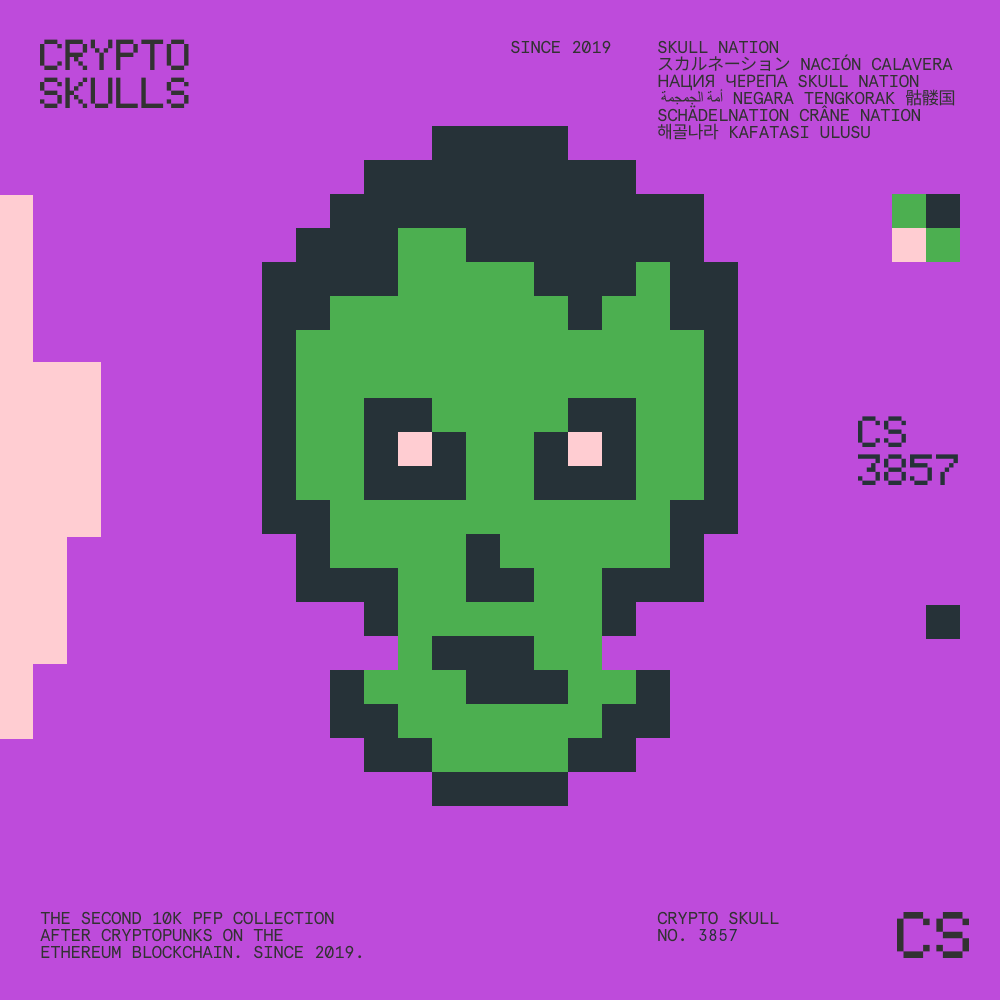 CRYPTO
SKULLS
SINCE 2019
SKULL NATION
スカルネーション NACIÓN CALAVERA
НАЦИЯ ЧЕРЕПА SKULL NATION
أمة الجمجمة NEGARA TENGKORAK 骷髅国
SCHÄDELNATION CRÂNE NATION
해골나라 KAFATASI ULUSU
CS
3857
THE SECOND 10K PFP COLLECTION
AFTER CRYPTOPUNKS ON THE
ETHEREUM BLOCKCHAIN. SINCE 2019.
CRYPTO SKULL
NO. 3857
CS